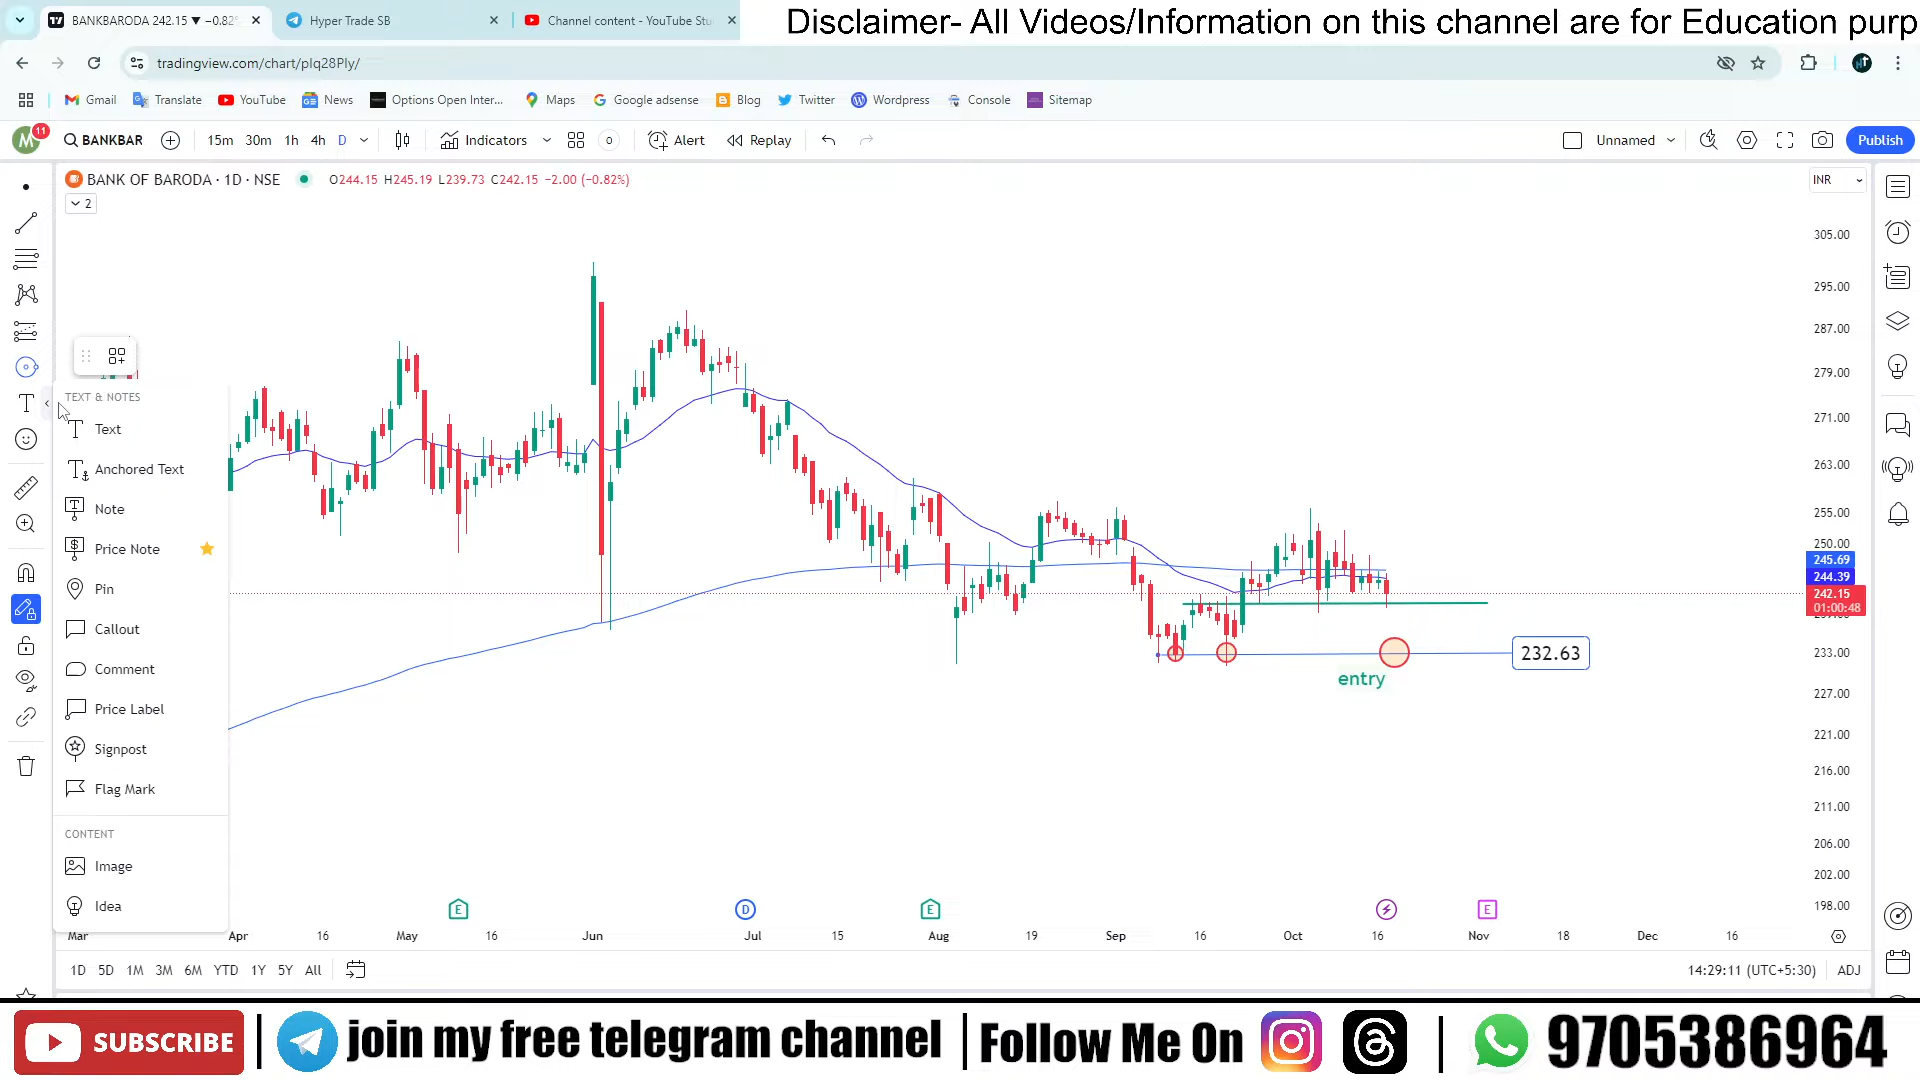 BANKBARODA 242.15 ▼ −0.82%
Hyper Trade SB
Channel content - YouTube Stu
Disclaimer- All Videos/Information on this channel are for Education purp
tradingview.com/chart/pIq28Ply/
Gmail
Translate
YouTube
News
Options Open Inter...
Maps
Google adsense
Blog
Twitter
Wordpress
Console
Sitemap
M
11
BANKBAR
15m
30m
1h
4h
D
Indicators
Alert
Replay
Unnamed
Publish
BANK OF BARODA · 1D · NSE
O244.15 H245.19 L239.73 C242.15 −2.00 (−0.82%)
2
INR
TEXT & NOTES
Text
Anchored Text
Note
Price Note
Pin
Callout
Comment
Price Label
Signpost
Flag Mark
CONTENT
Image
Idea
305.00
295.00
287.00
279.00
271.00
263.00
255.00
250.00
245.69
244.39
242.15
01:00:48
233.00
227.00
221.00
216.00
211.00
206.00
202.00
198.00
232.63
entry
E
D
E
E
Mar
Apr
16
May
16
Jun
Jul
15
Aug
19
Sep
16
Oct
16
Nov
18
Dec
16
1D
5D
1M
3M
6M
YTD
1Y
5Y
All
14:29:11 (UTC+5:30)
ADJ
SUBSCRIBE
join my free telegram channel
Follow Me On
9705386964